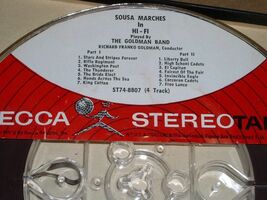 SOUSA MARCHES
In
HI - FI
Played by
THE GOLDMAN BAND
RICHARD FRANKO GOLDMAN, Conductor
Part I
1. Stars And Stripes Forever
2. Rifle Regiment
3. Washington Post
4. The Thunderer
5. The Bride Elect
6. Hands Across The Sea
7. King Cotton
Part II
1. Liberty Bell
2. High School Cadets
3. El Capitan
4. Fairest Of The Fair
5. Invincible Eagle
6. Corcoran Cadets
7. Free Lance
ST74-8807 (4 Track)
ECCA
STEREOTAP